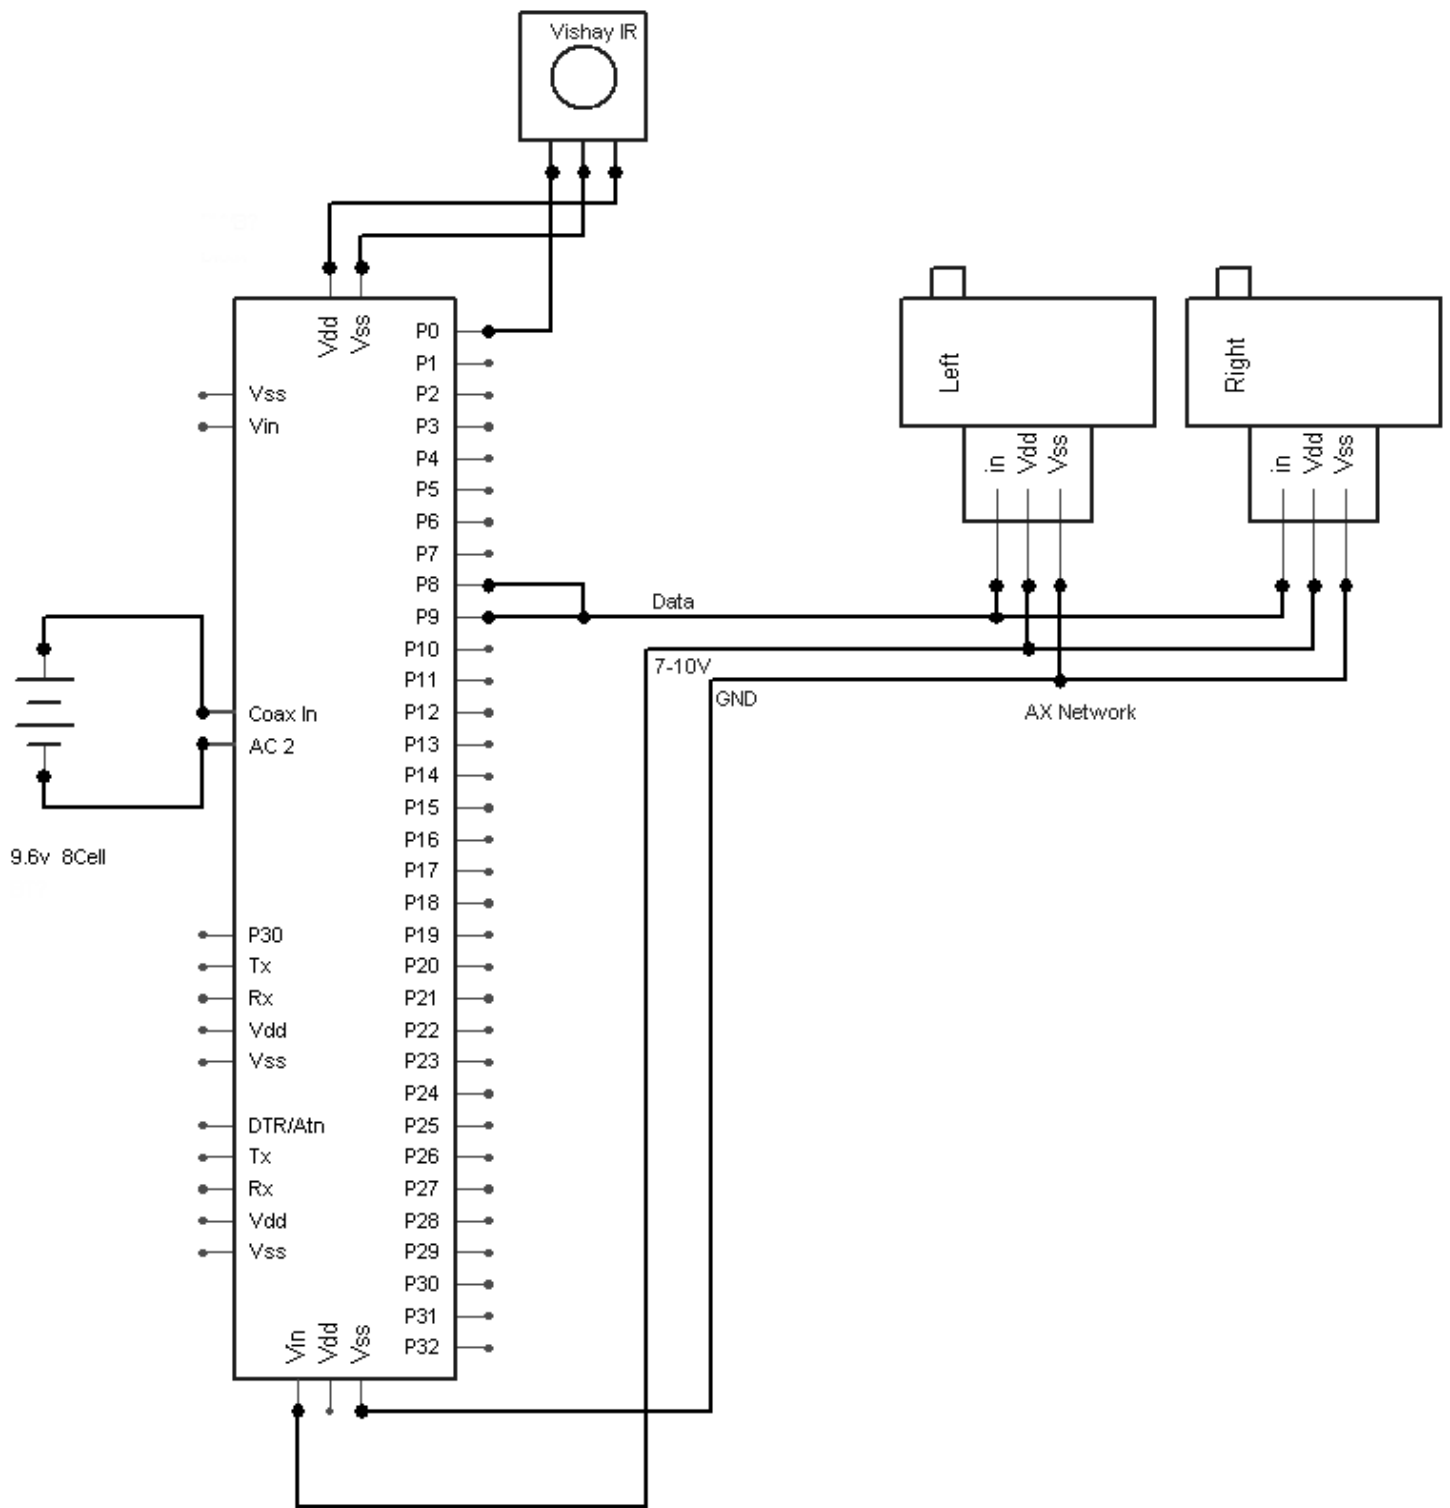 Vishay IR
Vdd
Vss
P0
P1
Vss
P2
Vin
P3
P4
P5
P6
P7
P8
P9
P10
P11
Coax In
P12
AC 2
P13
P14
P15
P16
P17
P18
P30
P19
Tx
P20
Rx
P21
Vdd
P22
Vss
P23
P24
DTR/Atn
P25
Tx
P26
Rx
P27
Vdd
P28
Vss
P29
P30
P31
P32
Vin
Vdd
Vss
9.6v 8Cell
Left
in
Vdd
Vss
Right
in
Vdd
Vss
Data
7-10V
GND
AX Network